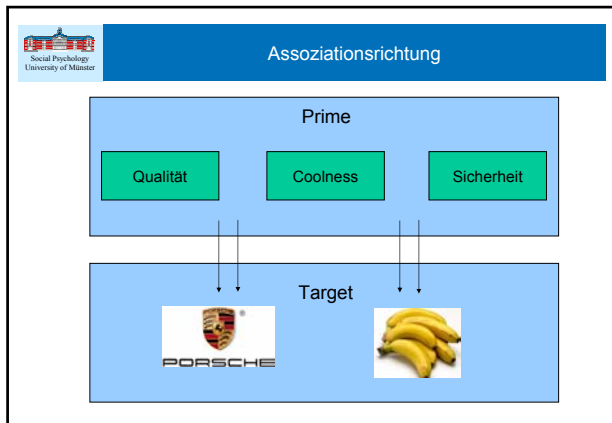 Social Psychology
University of Münster
Assoziationsrichtung
Prime
Qualität
Coolness
Sicherheit
Target
®
PORSCHE